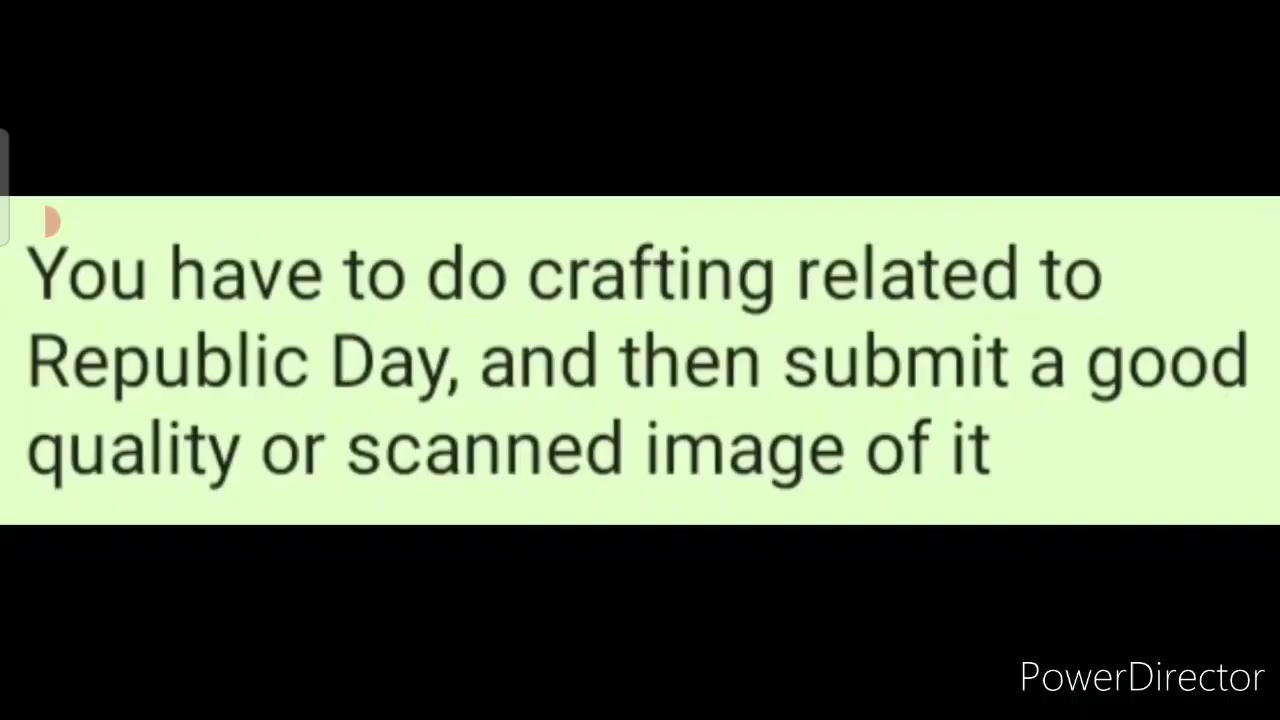 You have to do crafting related to
Republic Day, and then submit a good
quality or scanned image of it
PowerDirector